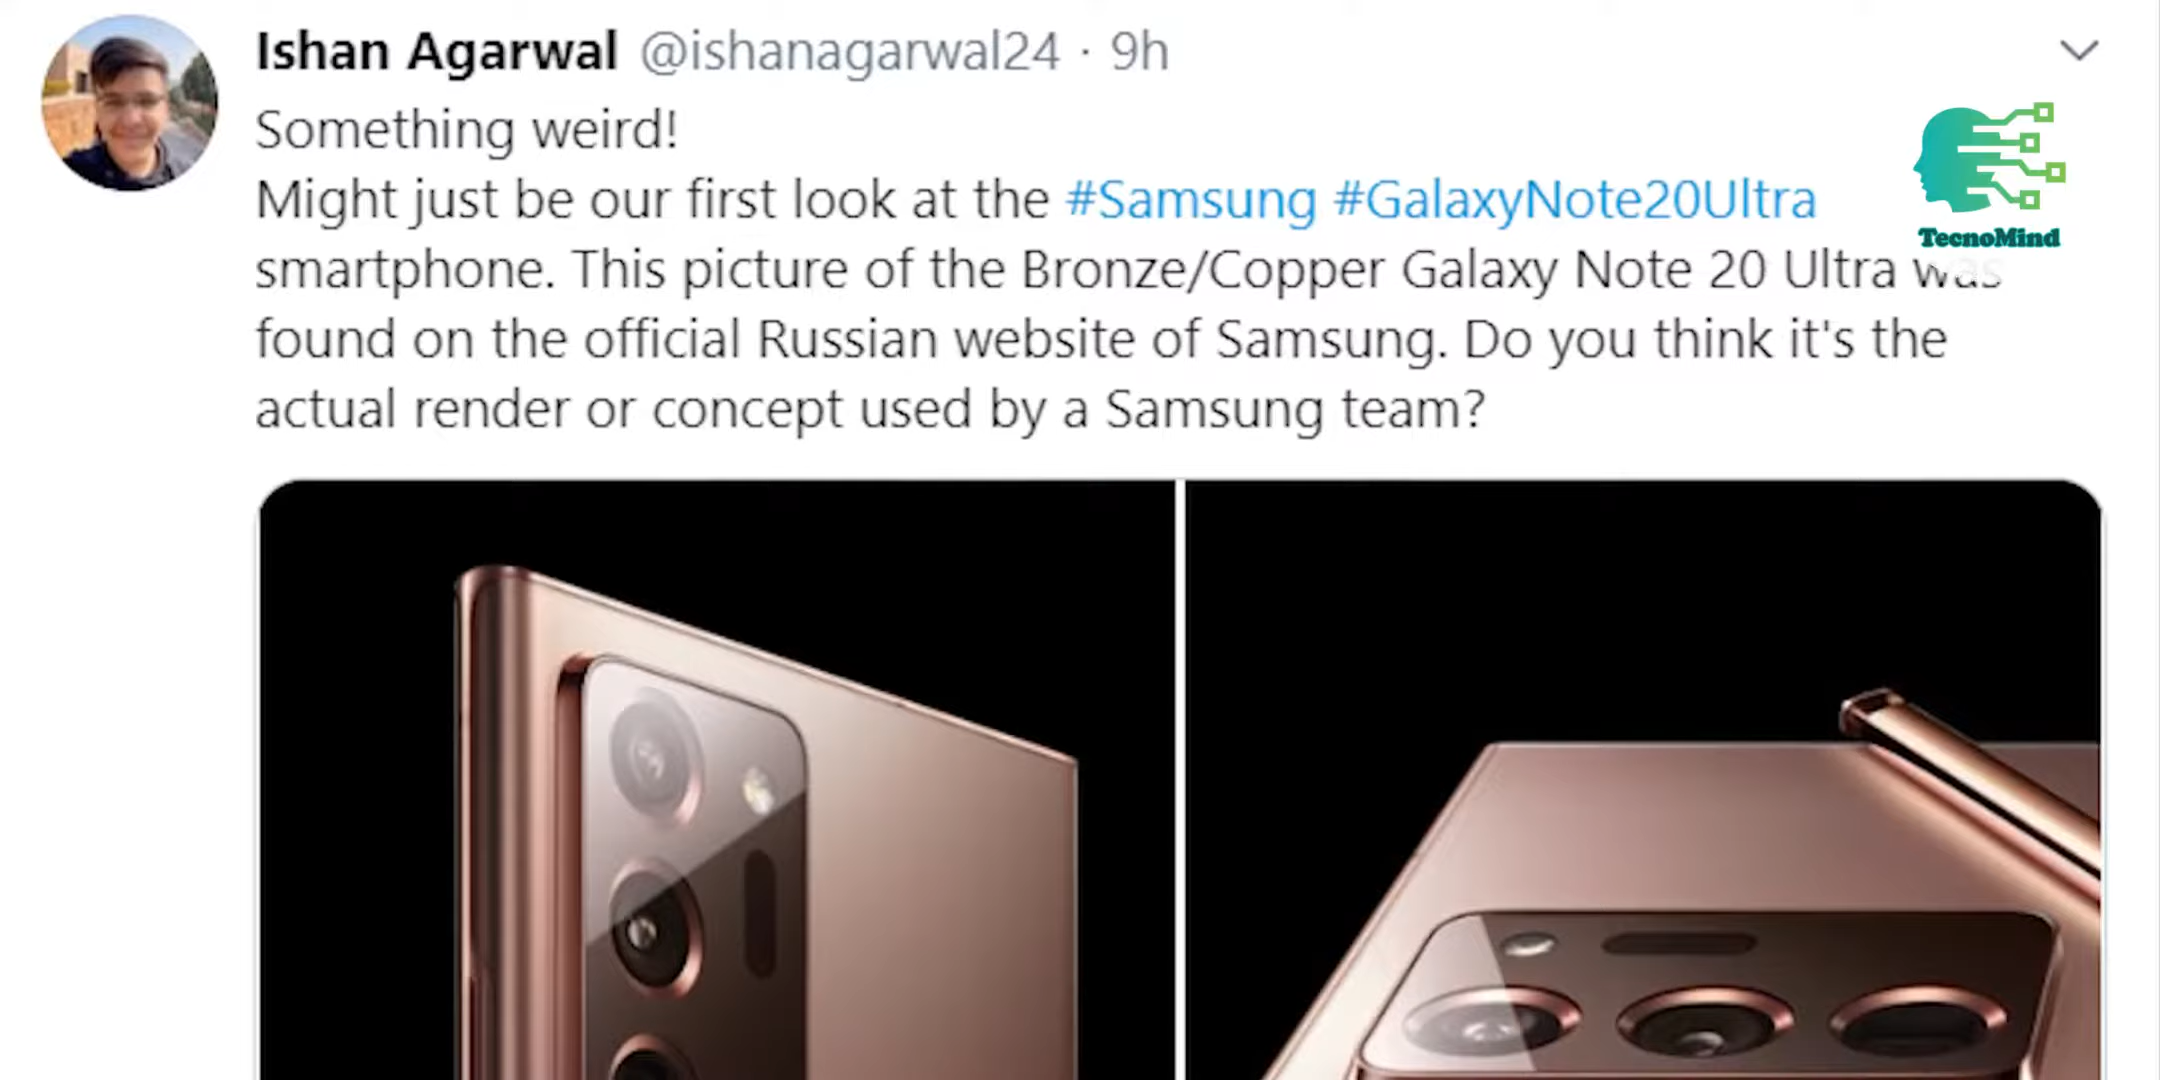 Ishan Agarwal @ishanagarwal24 · 9h
Something weird!
Might just be our first look at the #Samsung #GalaxyNote20Ultra
TecnoMind
smartphone. This picture of the Bronze/Copper Galaxy Note 20 Ultra was
found on the official Russian website of Samsung. Do you think it's the
actual render or concept used by a Samsung team?